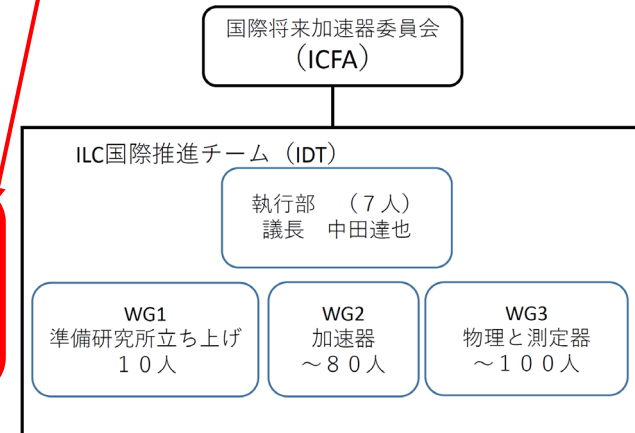 国際将来加速器委員会
（ICFA）
ILC国際推進チーム（IDT）
執行部　（７人）
議長　中田達也
WG1
準備研究所立ち上げ
１０人
WG2
加速器
～８０人
WG3
物理と測定器
～１００人